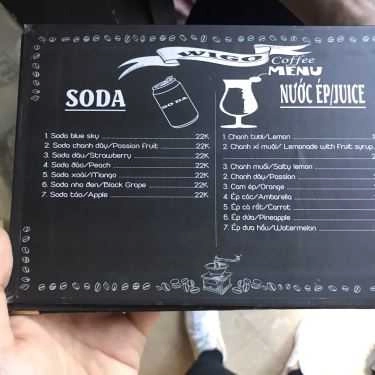 WIGO
Coffee
MENU
SODA
SODA
1. Soda blue sky 22K
2. Soda chanh dây/Passion fruit 22K
3. Soda dâu/Strawberry 22K
4. Soda đào/Peach 22K
5. Soda xoài/Mango 22K
6. Soda nho đen/Black Grape 22K
7. Soda táo/Apple 22K
NƯỚC ÉP/JUICE
1. Chanh tươi/Lemon
2. Chanh xí muối/ Lemonade with fruit syrup
3. Chanh muối/Salty lemon
2. Chanh dây/Passion
3. Cam ép/Orange
4. Ép cóc/Ambarella
5. Ép cà rốt/Carrot
6. Ép dứa/Pineapple
7. Ép dưa hấu/Watermelon